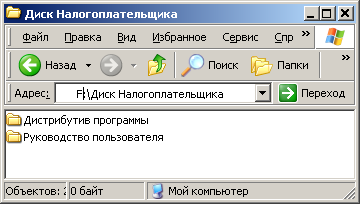 Диск Налогоплательщика
Файл Правка Вид Избранное Сервис Спр »
Назад Поиск Папки »
Адрес: F:\Диск Налогоплательщика Переход
Дистрибутив программы
Руководство пользователя
Объектов: 2 0 байт Мой компьютер